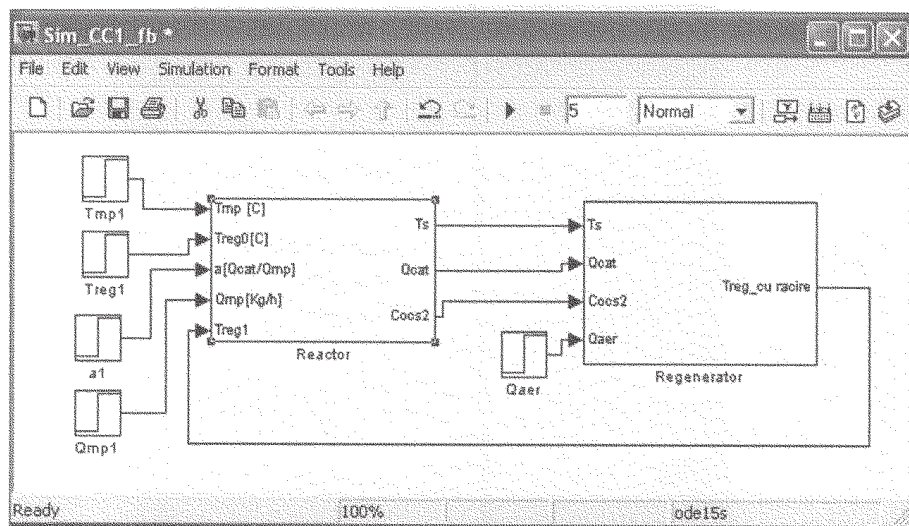 Sim_CC1_fb *
File Edit View Simulation Format Tools Help
5 Normal
Tmp1
Treg1
a1
Qmp1
Tmp [C]
Treg0[C]
a[Qcat/Qmp]
Qmp[Kg/h]
Treg1
Ts
Qcat
Cocs2
Reactor
Qaer
Ts
Qcat
Cocs2
Qaer
Treg_cu racire
Regenerator
Ready 100% ode15s